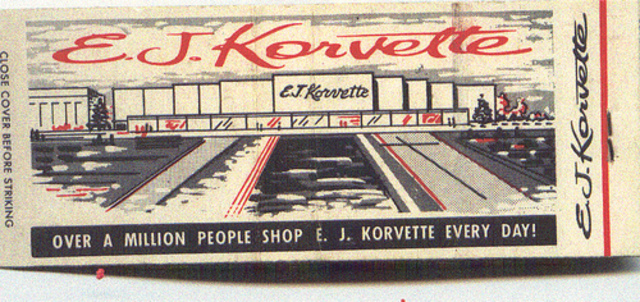 CLOSE COVER BEFORE STRIKING
E.J. Korvette
E.J. Korvette
OVER A MILLION PEOPLE SHOP E. J. KORVETTE EVERY DAY!
E.J. Korvette